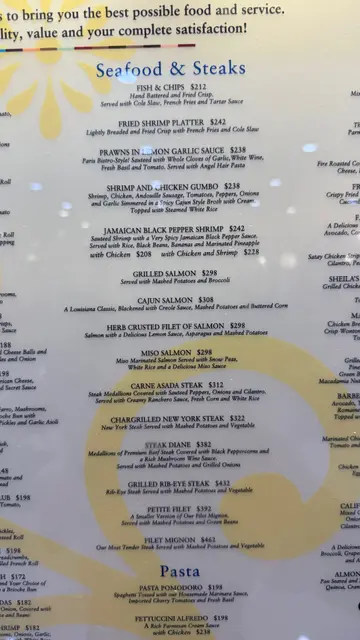 s to bring you the best possible food and service.
lity, value and your complete satisfaction!
Seafood & Steaks
FISH & CHIPS $212
Hand Battered and Fried Crisp.
Served with Cole Slaw, French Fries and Tartar Sauce
FRIED SHRIMP PLATTER $242
Lightly Breaded and Fried Crisp with French Fries and Cole Slaw
PRAWNS IN LEMON GARLIC SAUCE $238
Paris Bistro-Style! Sauteed with Whole Cloves of Garlic, White Wine,
Fresh Basil and Tomato. Served with Angel Hair Pasta
SHRIMP AND CHICKEN GUMBO $238
Shrimp, Chicken, Andouille Sausage, Tomatoes, Peppers, Onions
and Garlic Simmered in a Spicy Cajun Style Broth with Cream.
Topped with Steamed White Rice
JAMAICAN BLACK PEPPER SHRIMP $242
Sauteed Shrimp with a Very Spicy Jamaican Black Pepper Sauce.
Served with Rice, Black Beans, Bananas and Marinated Pineapple
with Chicken $208 with Chicken and Shrimp $228
GRILLED SALMON $298
Served with Mashed Potatoes and Broccoli
CAJUN SALMON $308
A Louisiana Classic, Blackened with Creole Sauce, Mashed Potatoes and Buttered Corn
HERB CRUSTED FILET OF SALMON $298
Salmon with a Delicious Lemon Sauce, Asparagus and Mashed Potatoes
MISO SALMON $298
Miso Marinated Salmon Served with Snow Peas,
White Rice and a Delicious Miso Sauce
CARNE ASADA STEAK $312
Steak Medallions Covered with Sauteed Peppers, Onions and Cilantro.
Served with Creamy Ranchero Sauce, Fresh Corn and Vegetable
CHARGRILLED NEW YORK STEAK $322
New York Steak Served with Mashed Potatoes and Vegetable
STEAK DIANE $382
Medallions of Premium Beef Steak Covered with Black Peppercorns and
a Rich Mushroom Wine Sauce.
Served with Mashed Potatoes and Grilled Onions
GRILLED RIB-EYE STEAK $432
Rib-Eye Steak Served with Mashed Potatoes and Vegetable
PETITE FILET $392
A Smaller Version of Our Filet Mignon.
Served with Mashed Potatoes and Green Beans
FILET MIGNON $462
Our Most Tender Steak Served with Mashed Potatoes and Vegetable
Pasta
PASTA POMODORO $198
Spaghetti Tossed with our Housemade Marinara Sauce,
Imported Cherry Tomatoes and Fresh Basil
FETTUCCINI ALFREDO $198
A Rich Parmesan Cream Sauce
with Chicken $238